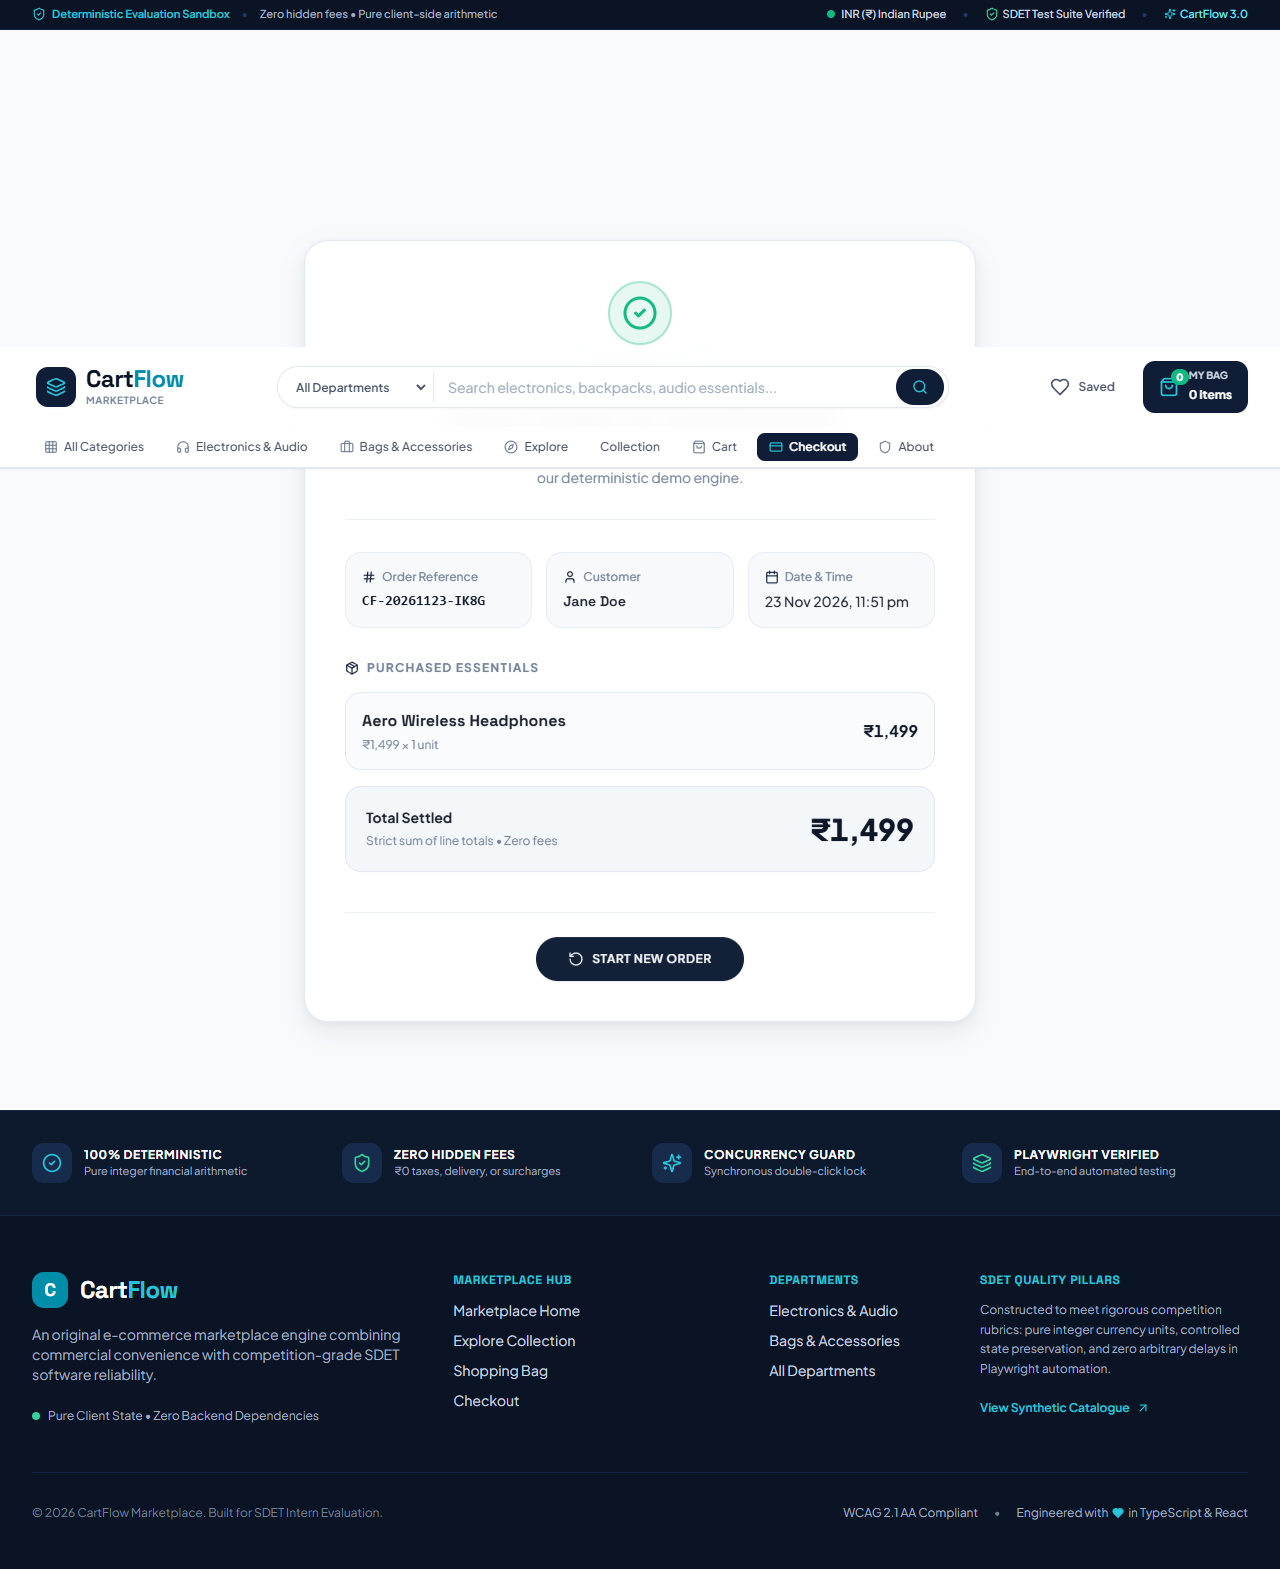 Deterministic Evaluation Sandbox • Zero hidden fees • Pure client-side arithmetic
INR (₹) Indian Rupee • SDET Test Suite Verified • CartFlow 3.0
CartFlow
MARKETPLACE
All Departments
Search electronics, backpacks, audio essentials...
Saved
0
MY BAG
0 items
All Categories
Electronics & Audio
Bags & Accessories
Explore
Collection
Cart
Checkout
About
our deterministic demo engine.
Order Reference
CF-20261123-IK8G
Customer
Jane Doe
Date & Time
23 Nov 2026, 11:51 pm
PURCHASED ESSENTIALS
Aero Wireless Headphones
₹1,499 × 1 unit
₹1,499
Total Settled
Strict sum of line totals • Zero fees
₹1,499
START NEW ORDER
100% DETERMINISTIC
Pure integer financial arithmetic
ZERO HIDDEN FEES
₹0 taxes, delivery, or surcharges
CONCURRENCY GUARD
Synchronous double-click lock
PLAYWRIGHT VERIFIED
End-to-end automated testing
C
CartFlow
An original e-commerce marketplace engine combining
commercial convenience with competition-grade SDET
software reliability.
Pure Client State • Zero Backend Dependencies
MARKETPLACE HUB
Marketplace Home
Explore Collection
Shopping Bag
Checkout
DEPARTMENTS
Electronics & Audio
Bags & Accessories
All Departments
SDET QUALITY PILLARS
Constructed to meet rigorous competition
rubrics: pure integer currency units, controlled
state preservation, and zero arbitrary delays in
Playwright automation.
View Synthetic Catalogue
© 2026 CartFlow Marketplace. Built for SDET Intern Evaluation.
WCAG 2.1 AA Compliant • Engineered with in TypeScript & React